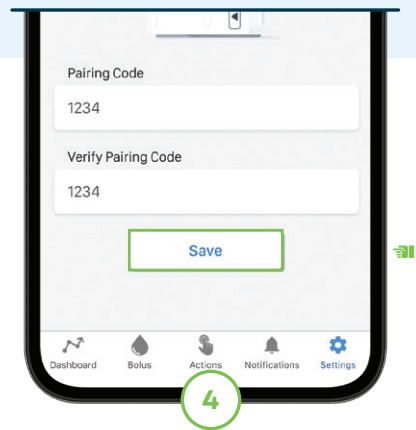 Pairing Code
1234
Verify Pairing Code
1234
Save
Dashboard Bolus Actions Notifications Settings
4